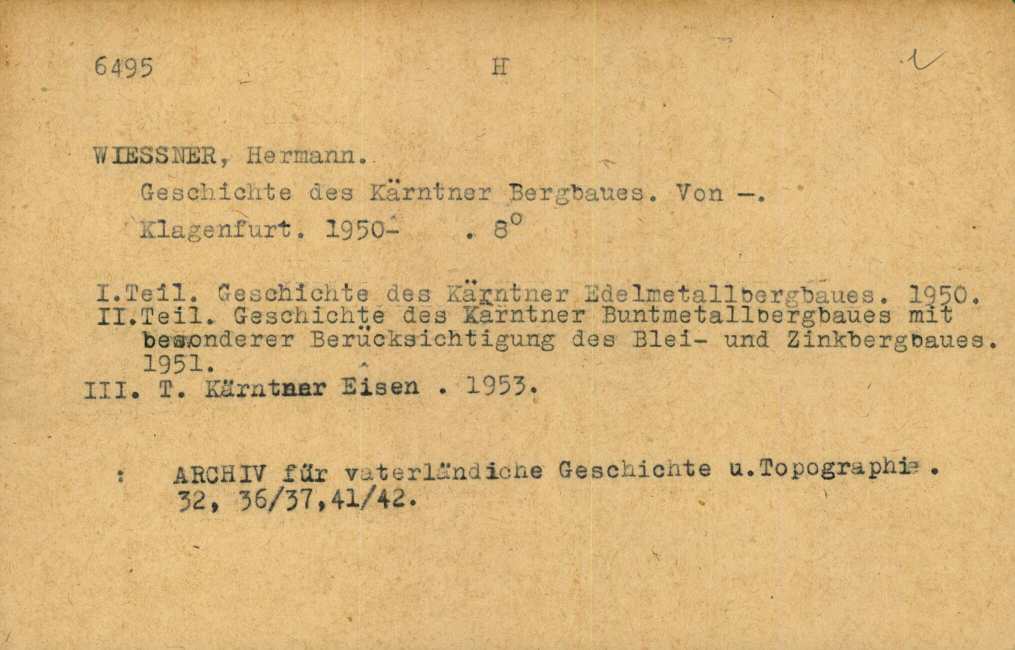 6495 H
WIESSNER, Hermann.
Geschichte des Kärntner Bergbaues. Von —.
Klagenfurt. 1950- . 8°
I.Teil. Geschichte des Kärntner Edelmetallbergbaues. 1950.
II.Teil. Geschichte des Kärntner Buntmetallbergbaues mit
besonderer Berücksichtigung des Blei- und Zinkbergbaues.
1951.
III. T. Kärntner Eisen . 1953.
: ARCHIV für vaterländiche Geschichte u.Topographie .
32, 36/37,41/42.